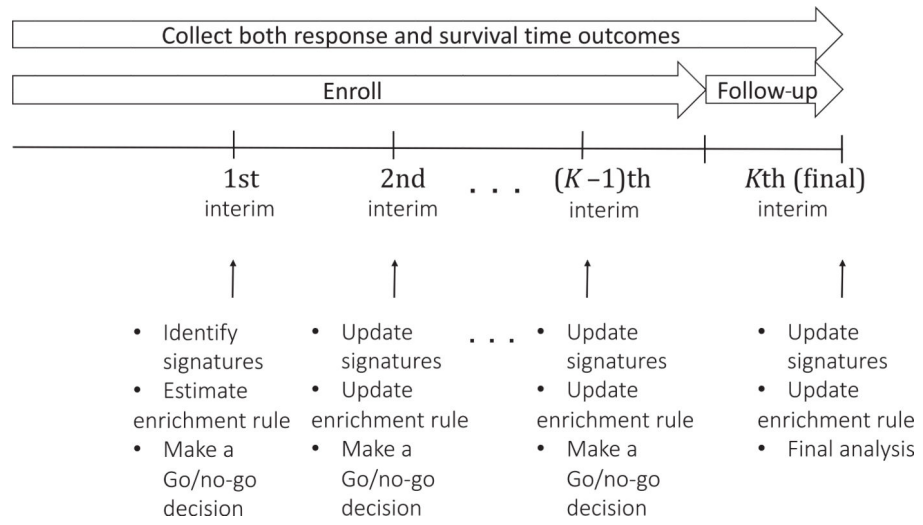 Collect both response and survival time outcomes
Enroll
Follow-up
1st
interim
2nd
interim
. . .
(K –1)th
interim
Kth (final)
interim
• Identify
signatures
• Estimate
enrichment rule
• Make a
Go/no-go
decision
• Update
signatures
• Update
enrichment rule
• Make a
Go/no-go
decision
. . .
• Update
signatures
• Update
enrichment rule
• Make a
Go/no-go
decision
• Update
signatures
• Update
enrichment rule
• Final analysis